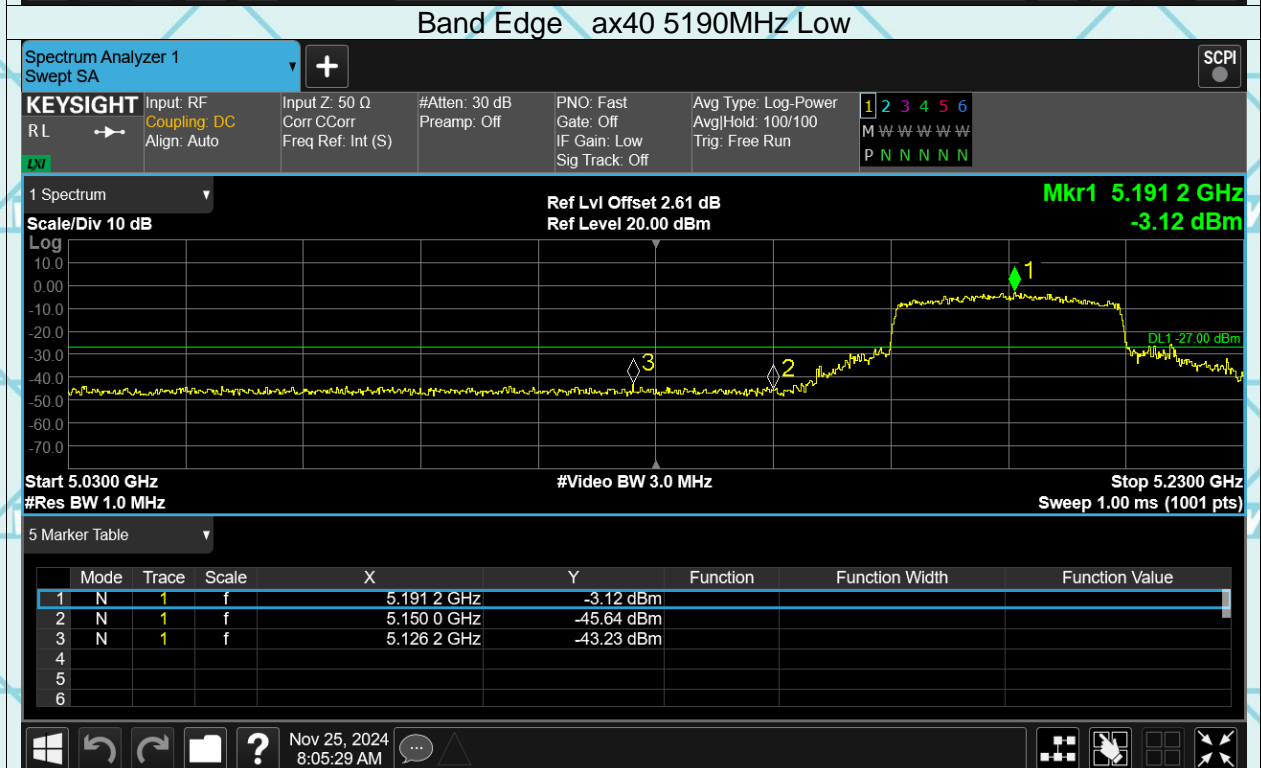 Band Edge ax40 5190MHz Low
Spectrum Analyzer 1
Swept SA
SCPI
KEYSIGHT
R L
LXI
Input: RF
Coupling: DC
Align: Auto
Input Z: 50 Ω
Corr CCorr
Freq Ref: Int (S)
#Atten: 30 dB
Preamp: Off
PNO: Fast
Gate: Off
IF Gain: Low
Sig Track: Off
Avg Type: Log-Power
Avg|Hold: 100/100
Trig: Free Run
1 2 3 4 5 6
M W W W W W
P N N N N N
1 Spectrum
Scale/Div 10 dB
Ref Lvl Offset 2.61 dB
Ref Level 20.00 dBm
Mkr1 5.191 2 GHz
-3.12 dBm
Log
10.0
0.00
-10.0
-20.0
-30.0
-40.0
-50.0
-60.0
-70.0
1
2
3
DL1 -27.00 dBm
Start 5.0300 GHz
#Video BW 3.0 MHz
Stop 5.2300 GHz
#Res BW 1.0 MHz
Sweep 1.00 ms (1001 pts)
5 Marker Table
Mode Trace Scale X Y Function Function Width Function Value
1 N 1 f 5.191 2 GHz -3.12 dBm
2 N 1 f 5.150 0 GHz -45.64 dBm
3 N 1 f 5.126 2 GHz -43.23 dBm
4
5
6
?
Nov 25, 2024
8:05:29 AM